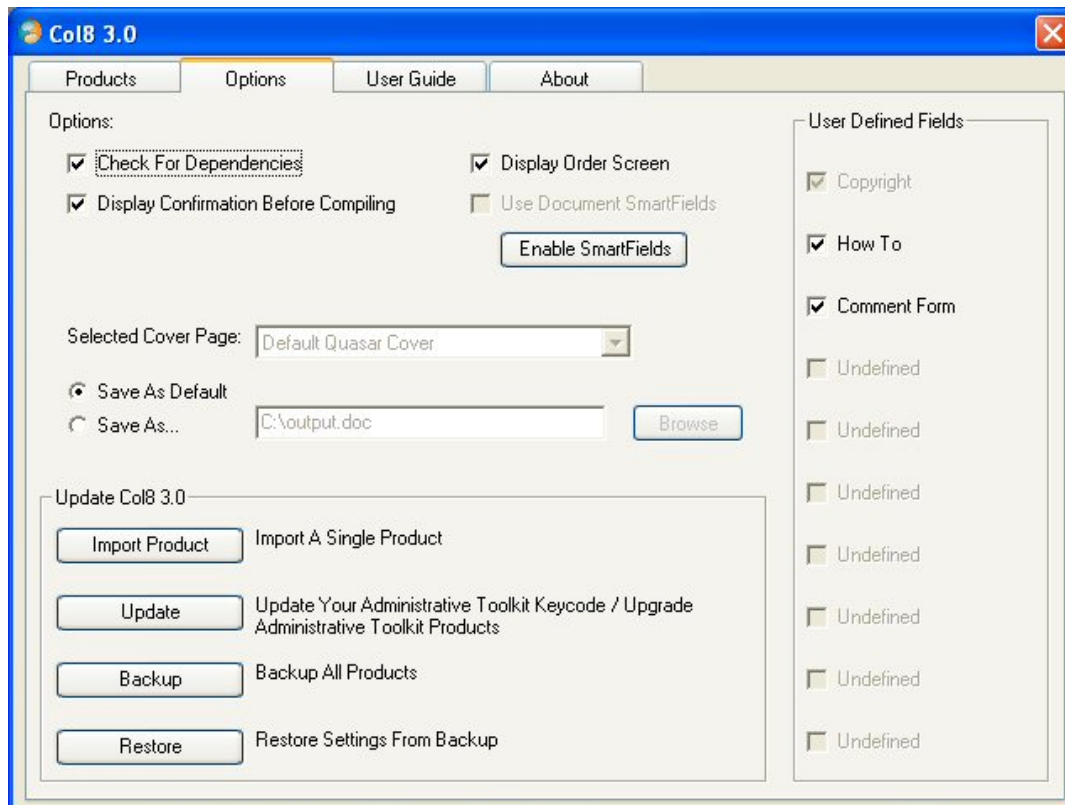 Col8 3.0
Products
Options
User Guide
About
Options:
Check For Dependencies
Display Order Screen
Display Confirmation Before Compiling
Use Document SmartFields
Enable SmartFields
Selected Cover Page:
Default Quasar Cover
Save As Default
Save As...
C:\output.doc
Browse
Update Col8 3.0
Import Product
Import A Single Product
Update
Update Your Administrative Toolkit Keycode / Upgrade
Administrative Toolkit Products
Backup
Backup All Products
Restore
Restore Settings From Backup
User Defined Fields
Copyright
How To
Comment Form
Undefined
Undefined
Undefined
Undefined
Undefined
Undefined
Undefined